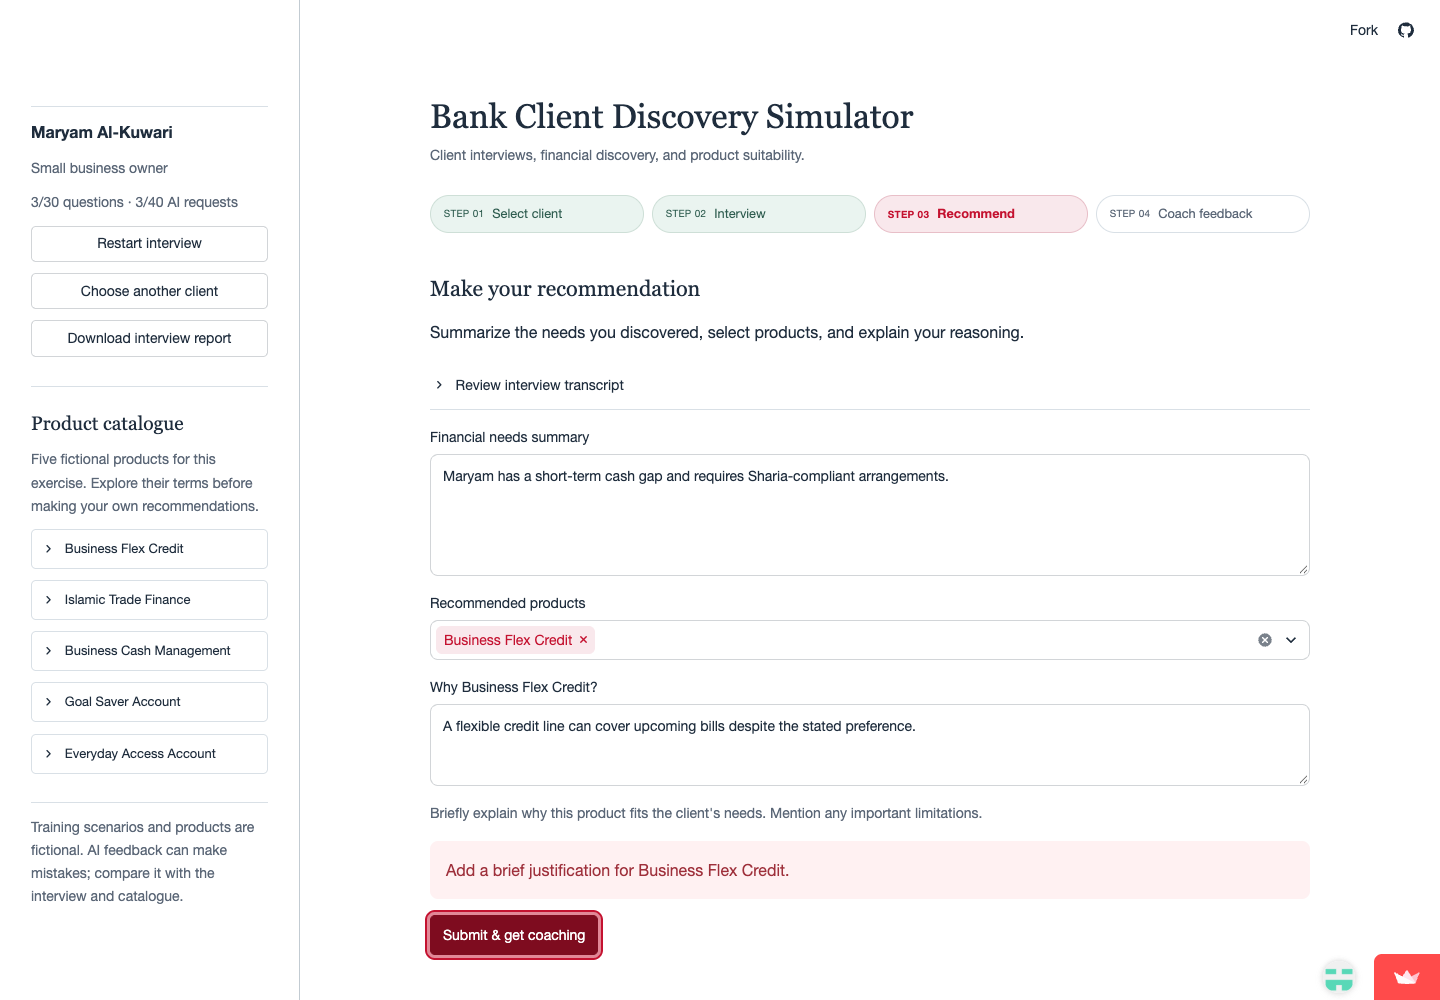 Fork
Maryam Al-Kuwari
Small business owner
3/30 questions · 3/40 AI requests
Restart interview
Choose another client
Download interview report
Product catalogue
Five fictional products for this
exercise. Explore their terms before
making your own recommendations.
Business Flex Credit
Islamic Trade Finance
Business Cash Management
Goal Saver Account
Everyday Access Account
Training scenarios and products are
fictional. AI feedback can make
mistakes; compare it with the
interview and catalogue.
Bank Client Discovery Simulator
Client interviews, financial discovery, and product suitability.
STEP 01 Select client
STEP 02 Interview
STEP 03 Recommend
STEP 04 Coach feedback
Make your recommendation
Summarize the needs you discovered, select products, and explain your reasoning.
Review interview transcript
Financial needs summary
Maryam has a short-term cash gap and requires Sharia-compliant arrangements.
Recommended products
Business Flex Credit
Why Business Flex Credit?
A flexible credit line can cover upcoming bills despite the stated preference.
Briefly explain why this product fits the client's needs. Mention any important limitations.
Add a brief justification for Business Flex Credit.
Submit & get coaching